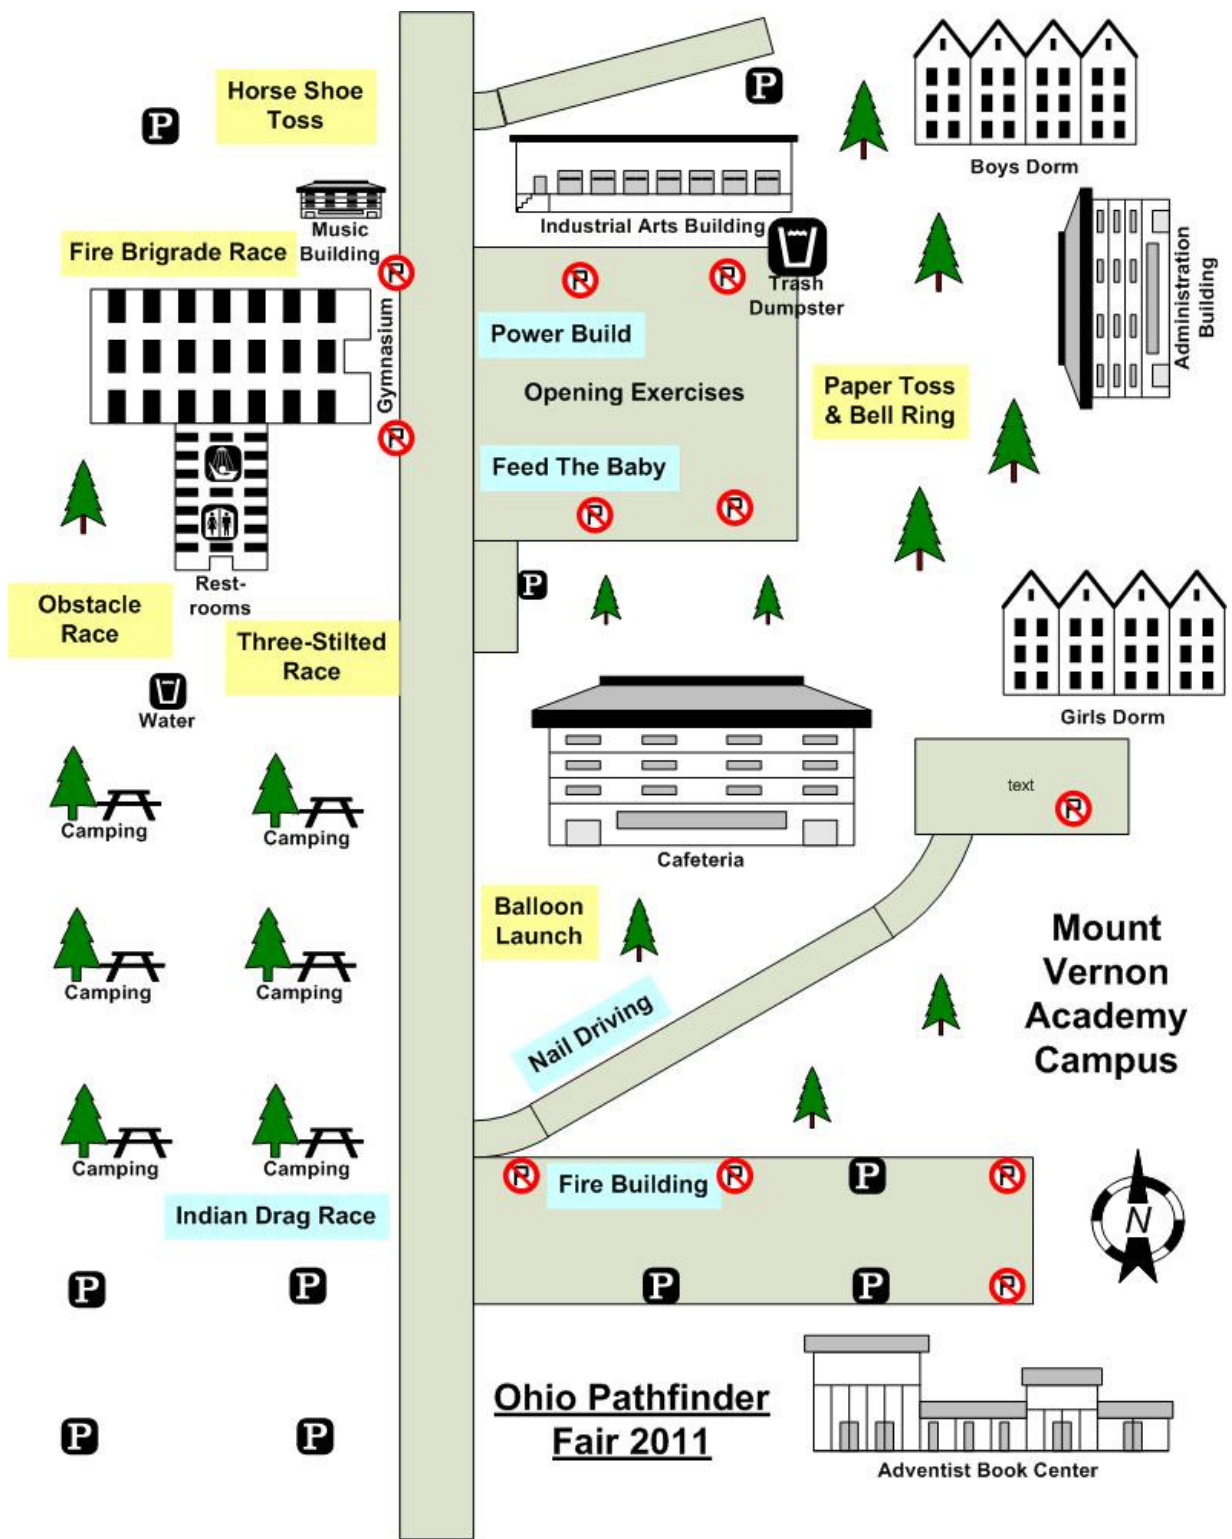 P
Horse Shoe
Toss
P
Boys Dorm
Industrial Arts Building
Music
Building
Fire Brigrade Race
P
P
P
Trash
Dumpster
Administration
Building
Gymnasium
Power Build
Opening Exercises
Paper Toss
& Bell Ring
P
Feed The Baby
P
P
Rest-
rooms
P
Obstacle
Race
Three-Stilted
Race
Water
Girls Dorm
text
P
Camping
Camping
Cafeteria
Balloon
Launch
Mount
Vernon
Academy
Campus
Camping
Camping
Nail Driving
Camping
Camping
P
Fire Building
P
P
P
Indian Drag Race
N
P
P
P
P
P
Ohio Pathfinder
Fair 2011
P
P
Adventist Book Center